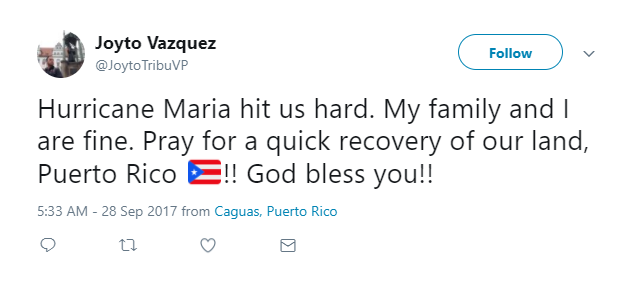 Joyto Vazquez
@JoytoTribuVP
Follow
Hurricane Maria hit us hard. My family and I
are fine. Pray for a quick recovery of our land,
Puerto Rico 🇵🇷!! God bless you!!
5:33 AM - 28 Sep 2017 from Caguas, Puerto Rico